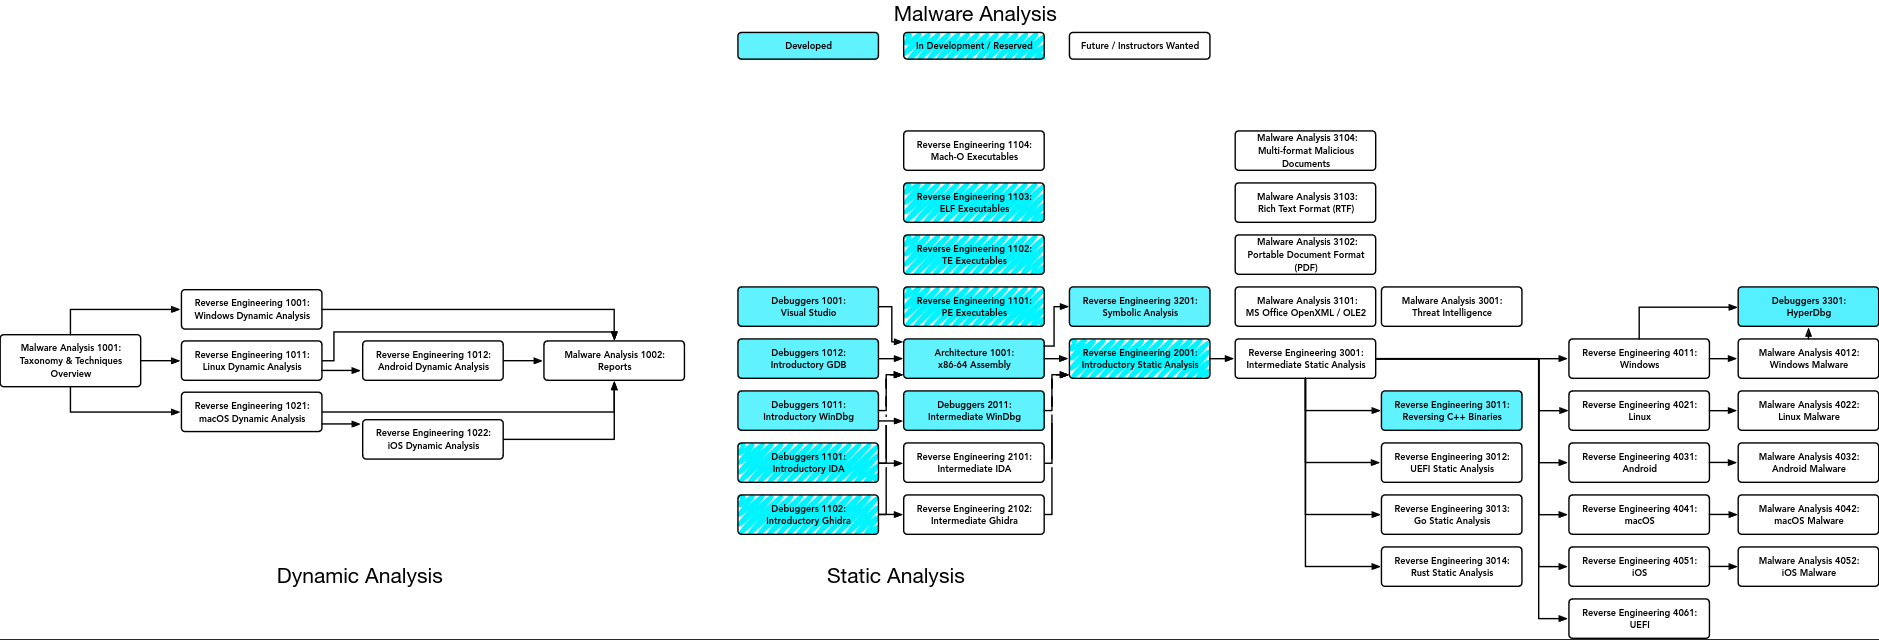 Malware Analysis
Developed
In Development / Reserved
Future / Instructors Wanted
Malware Analysis 1001:
Taxonomy & Techniques
Overview
Reverse Engineering 1001:
Windows Dynamic Analysis
Reverse Engineering 1011:
Linux Dynamic Analysis
Reverse Engineering 1021:
macOS Dynamic Analysis
Reverse Engineering 1012:
Android Dynamic Analysis
Reverse Engineering 1022:
iOS Dynamic Analysis
Malware Analysis 1002:
Reports
Dynamic Analysis
Debuggers 1001:
Visual Studio
Debuggers 1012:
Introductory GDB
Debuggers 1011:
Introductory WinDbg
Debuggers 1101:
Introductory IDA
Debuggers 1102:
Introductory Ghidra
Reverse Engineering 1104:
Mach-O Executables
Reverse Engineering 1103:
ELF Executables
Reverse Engineering 1102:
TE Executables
Reverse Engineering 1101:
PE Executables
Architecture 1001:
x86-64 Assembly
Debuggers 2011:
Intermediate WinDbg
Reverse Engineering 2101:
Intermediate IDA
Reverse Engineering 2102:
Intermediate Ghidra
Static Analysis
Reverse Engineering 3201:
Symbolic Analysis
Reverse Engineering 2001:
Introductory Static Analysis
Malware Analysis 3104:
Multi-format Malicious
Documents
Malware Analysis 3103:
Rich Text Format (RTF)
Malware Analysis 3102:
Portable Document Format
(PDF)
Malware Analysis 3101:
MS Office OpenXML / OLE2
Reverse Engineering 3001:
Intermediate Static Analysis
Malware Analysis 3001:
Threat Intelligence
Reverse Engineering 3011:
Reversing C++ Binaries
Reverse Engineering 3012:
UEFI Static Analysis
Reverse Engineering 3013:
Go Static Analysis
Reverse Engineering 3014:
Rust Static Analysis
Reverse Engineering 4011:
Windows
Reverse Engineering 4021:
Linux
Reverse Engineering 4031:
Android
Reverse Engineering 4041:
macOS
Reverse Engineering 4051:
iOS
Reverse Engineering 4061:
UEFI
Debuggers 3301:
HyperDbg
Malware Analysis 4012:
Windows Malware
Malware Analysis 4022:
Linux Malware
Malware Analysis 4032:
Android Malware
Malware Analysis 4042:
macOS Malware
Malware Analysis 4052:
iOS Malware